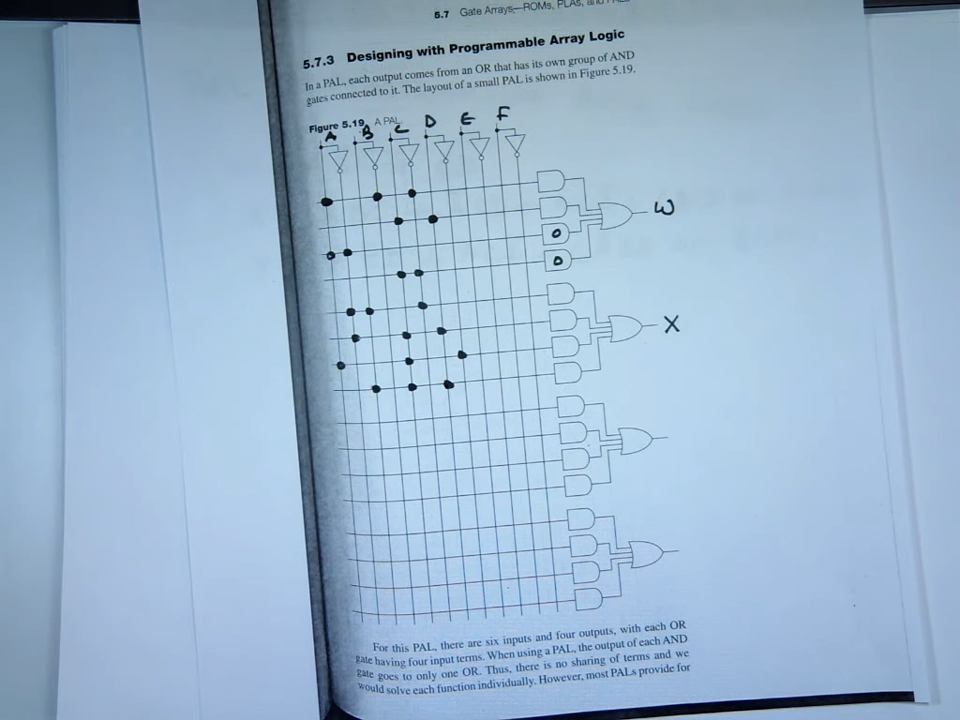 5.7 Gate Arrays—ROMs, PLAs, and
5.7.3 Designing with Programmable Array Logic
In a PAL, each output comes from an OR that has its own group of AND
gates connected to it. The layout of a small PAL is shown in Figure 5.19.
Figure 5.19 A PAL.
A B C D E F
W
0
0
X
For this PAL, there are six inputs and four outputs, with each OR
gate having four input terms. When using a PAL, the output of each AND
gate goes to only one OR. Thus, there is no sharing of terms and we
would solve each function individually. However, most PALs provide for